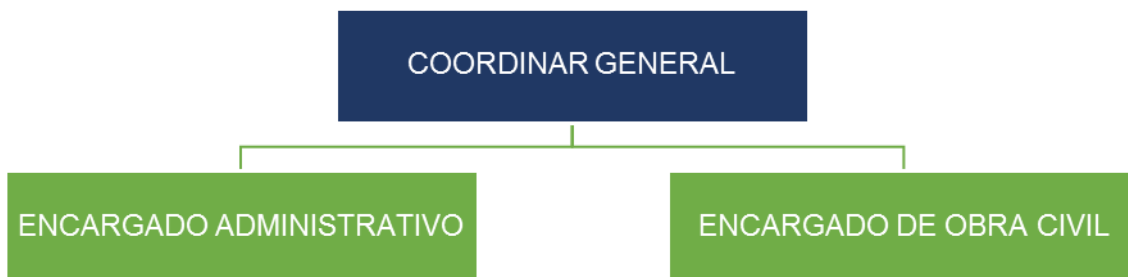 COORDINAR GENERAL
ENCARGADO ADMINISTRATIVO
ENCARGADO DE OBRA CIVIL